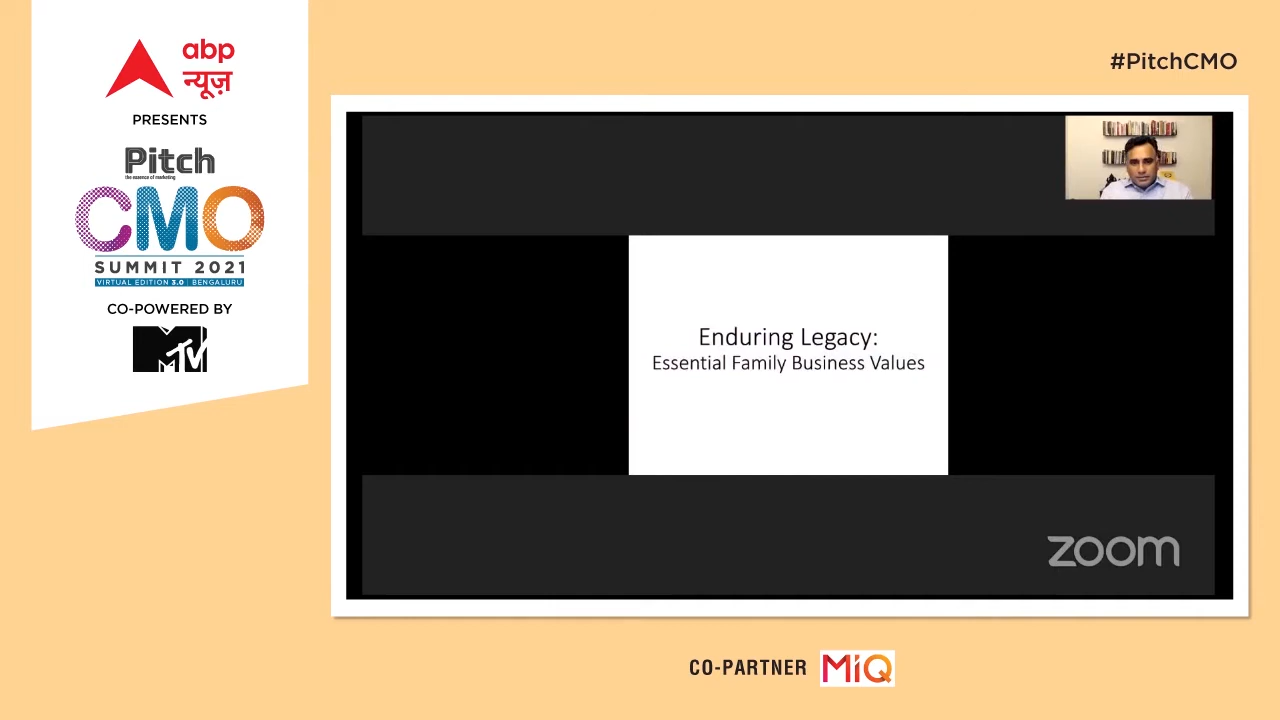 abp
न्यूज़
PRESENTS
Pitch
the essence of marketing
CMO
SUMMIT 2021
VIRTUAL EDITION 3.0 | BENGALURU
CO-POWERED BY
MTV
#PitchCMO
Enduring Legacy:
Essential Family Business Values
zoom
CO-PARTNER MiQ